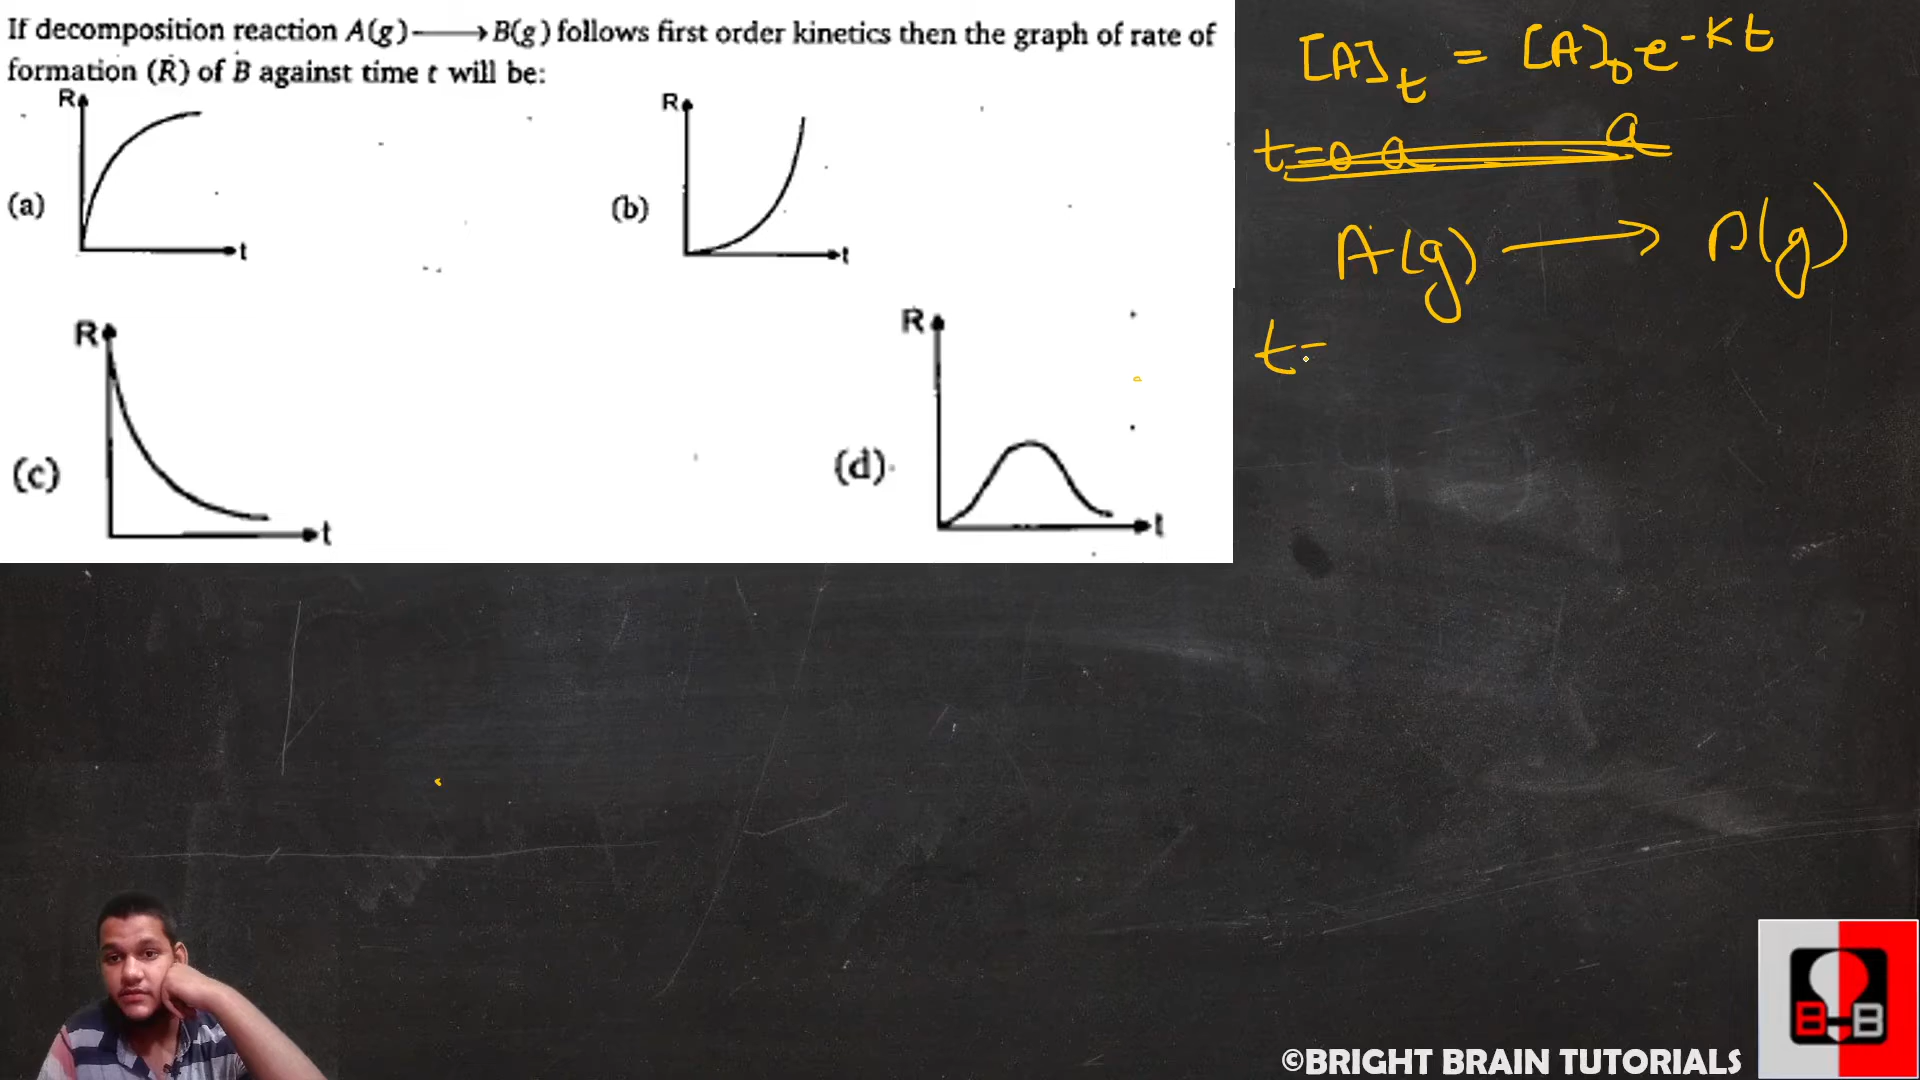 If decomposition reaction A(g) ⟶ B(g) follows first order kinetics then the graph of rate of
formation (R) of B against time t will be:
(a)
R
t
(b)
R
t
(c)
R
t
(d)
R
t
[A]t = [A]0 e^-Kt
t=0 a a
A(g) ⟶ (g)
t=
B B
©BRIGHT BRAIN TUTORIALS